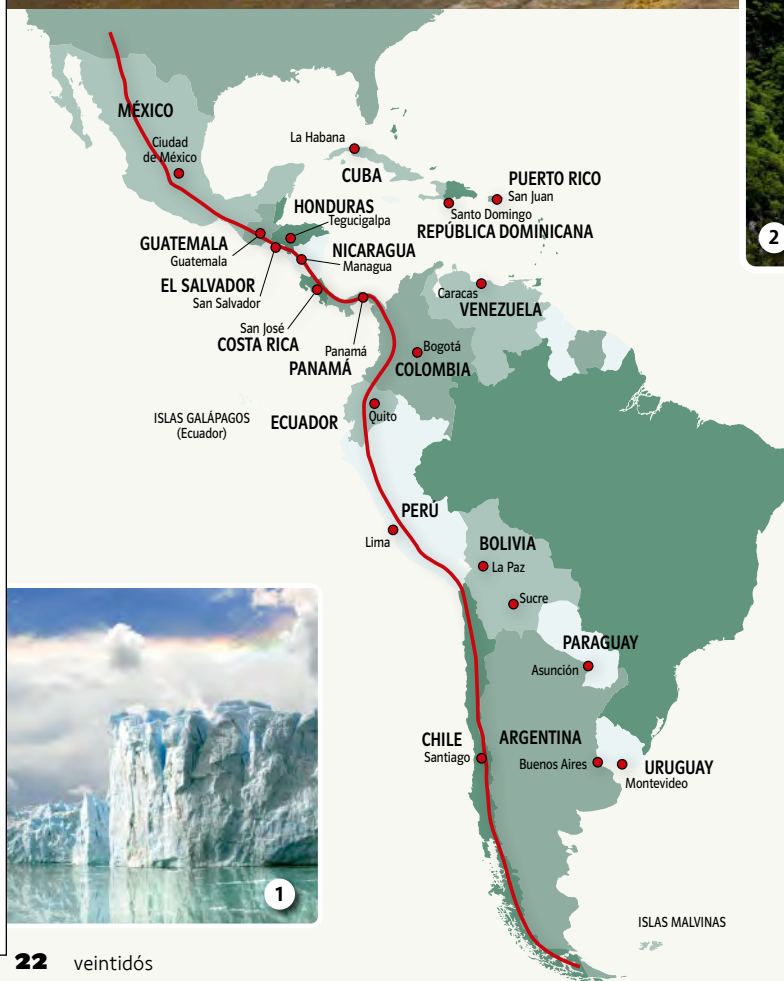 MÉXICO
Ciudad
de México
La Habana
CUBA
PUERTO RICO
San Juan
Santo Domingo
REPÚBLICA DOMINICANA
HONDURAS
Tegucigalpa
GUATEMALA
Guatemala
NICARAGUA
Managua
EL SALVADOR
San Salvador
San José
COSTA RICA
Panamá
PANAMÁ
Caracas
VENEZUELA
Bogotá
COLOMBIA
ISLAS GALÁPAGOS
(Ecuador)
ECUADOR
Quito
PERÚ
Lima
BOLIVIA
La Paz
Sucre
PARAGUAY
Asunción
CHILE
Santiago
ARGENTINA
Buenos Aires
URUGUAY
Montevideo
ISLAS MALVINAS
2
1
22 veintidós